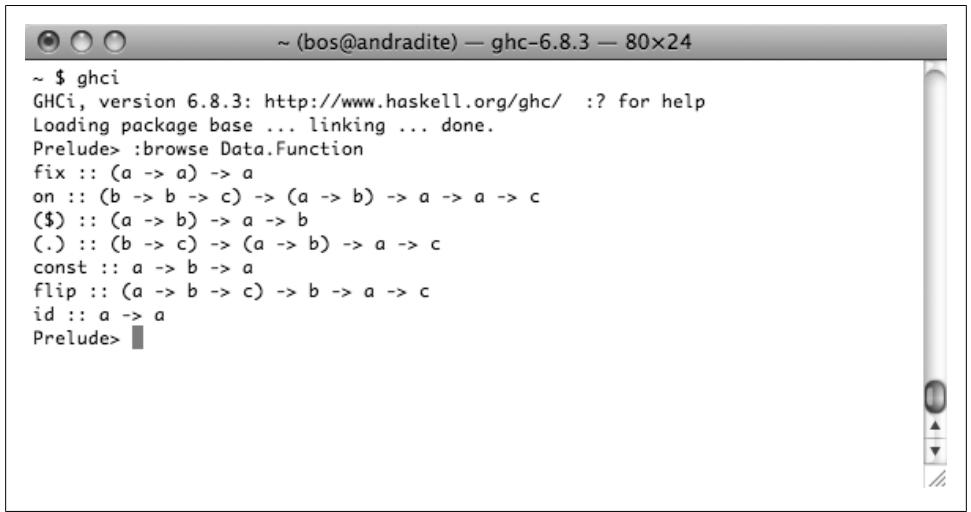 ~ (bos@andradite) — ghc-6.8.3 — 80×24
~ $ ghci
GHCi, version 6.8.3: http://www.haskell.org/ghc/  :? for help
Loading package base ... linking ... done.
Prelude> :browse Data.Function
fix :: (a -> a) -> a
on :: (b -> b -> c) -> (a -> b) -> a -> a -> c
($) :: (a -> b) -> a -> b
(.) :: (b -> c) -> (a -> b) -> a -> c
const :: a -> b -> a
flip :: (a -> b -> c) -> b -> a -> c
id :: a -> a
Prelude>